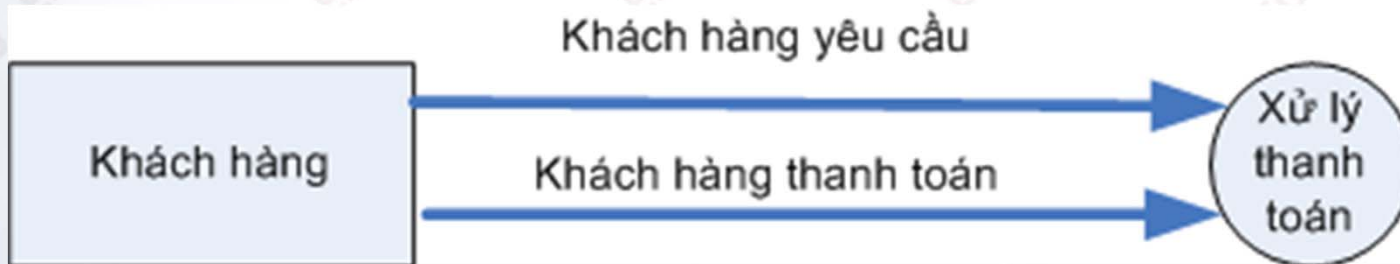 Khách hàng yêu cầu
Khách hàng
Khách hàng thanh toán
Xử lý
thanh
toán